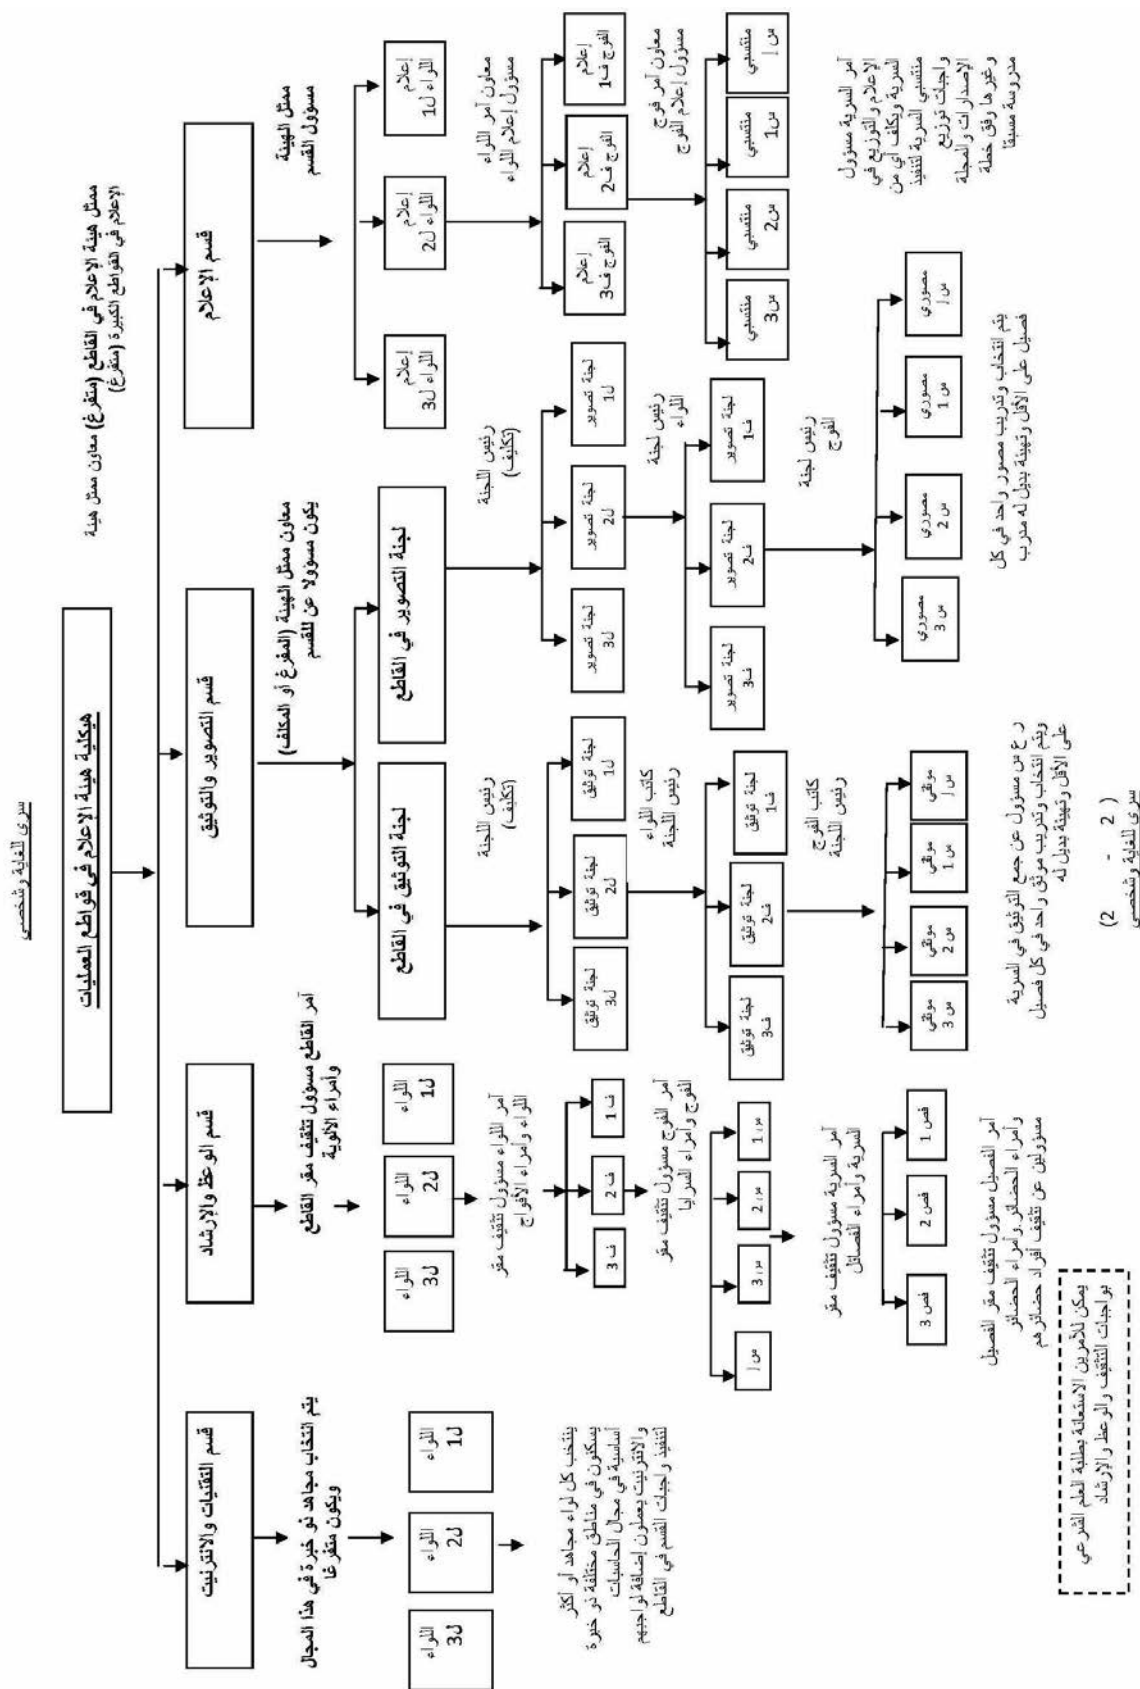 سري للغاية وشخصي
هيكلية هيئة الإعلام في قواطع العمليات
ممثل هيئة الإعلام في القاطع (متفرغ) معاون ممثل هيئة
الإعلام في القواطع الكبيرة (متفرغ)
قسم الإعلام
ممثل الهيئة
مسؤول القسم
إعلام
اللواء ل1
إعلام
اللواء ل2
إعلام
اللواء ل3
معاون آمر اللواء
مسؤول إعلام اللواء
إعلام
الفوج ف1
إعلام
الفوج ف2
إعلام
الفوج ف3
معاون آمر فوج
مسؤول إعلام الفوج
منتسبي
س ا
منتسبي
س1
منتسبي
س2
منتسبي
س3
آمر السرية مسؤول
الإعلام والتوزيع في
السرية ويكلف أي من
منتسبي السرية لتنفيذ
واجبات توزيع
الإصدارات والمجلة
وغيرها وفق خطة
مدروسة مسبقا
قسم التصوير والتوثيق
معاون ممثل الهيئة (المفرغ أو المكلف)
يكون مسؤولا عن للقسم
لجنة التصوير في القاطع
رئيس اللجنة
(تكليف)
لجنة تصوير
ل1
لجنة تصوير
ل2
لجنة تصوير
ل3
رئيس لجنة
اللواء
لجنة تصوير
ف1
لجنة تصوير
ف2
لجنة تصوير
ف3
رئيس لجنة
الفوج
مصوري
س ا
مصوري
س 1
مصوري
س 2
مصوري
س 3
يتم انتخاب وتدريب مصور واحد في كل
فصيل على الأقل وتهيئة بديل له مدرب
لجنة التوثيق في القاطع
رئيس اللجنة
(تكليف)
لجنة توثيق
ل1
لجنة توثيق
ل2
لجنة توثيق
ل3
كاتب اللواء
رئيس اللجنة
لجنة توثيق
ف1
لجنة توثيق
ف2
لجنة توثيق
ف3
كاتب الفوج
رئيس اللجنة
موثقي
س ا
موثقي
س 1
موثقي
س 2
موثقي
س 3
ر ع س مسؤول عن جمع التوثيق في السرية
ويتم انتخاب وتدريب موثق واحد في كل فصيل
على الأقل وتهيئة بديل له
قسم الوعظ والإرشاد
آمر القاطع مسؤول تثقيف مقر القاطع
وأمراء الألوية
اللواء
ل1
اللواء
ل2
اللواء
ل3
آمر اللواء مسؤول تثقيف مقر
اللواء وأمراء الأفواج
ف 1
ف 2
ف 3
آمر الفوج مسؤول تثقيف مقر
الفوج وأمراء السرايا
س 1
س 2
س 3
س ا
آمر السرية مسؤول تثقيف مقر
السرية وأمراء الفصائل
فص 1
فص 2
فص 3
آمر الفصيل مسؤول تثقيف مقر الفصيل
وأمراء الحضائر وأمراء الحضائر
مسؤولين عن تثقيف أفراد حضائرهم
يمكن للآمرين الاستعانة بطلبة العلم الشرعي
بواجبات التثقيف والوعظ والإرشاد
قسم التقنيات والانترنيت
يتم انتخاب مجاهد ذو خبرة في هذا المجال
ويكون متفرغا
اللواء
ل1
اللواء
ل2
اللواء
ل3
ينتخب كل لواء مجاهد أو أكثر
يسكنون في مناطق مختلفة ذو خبرة
أساسية في مجال الحاسبات
والانترنيت يعملون إضافة لواجبهم
لتنفيذ واجبات القسم في القاطع
(2 - 2)
سري للغاية وشخصي